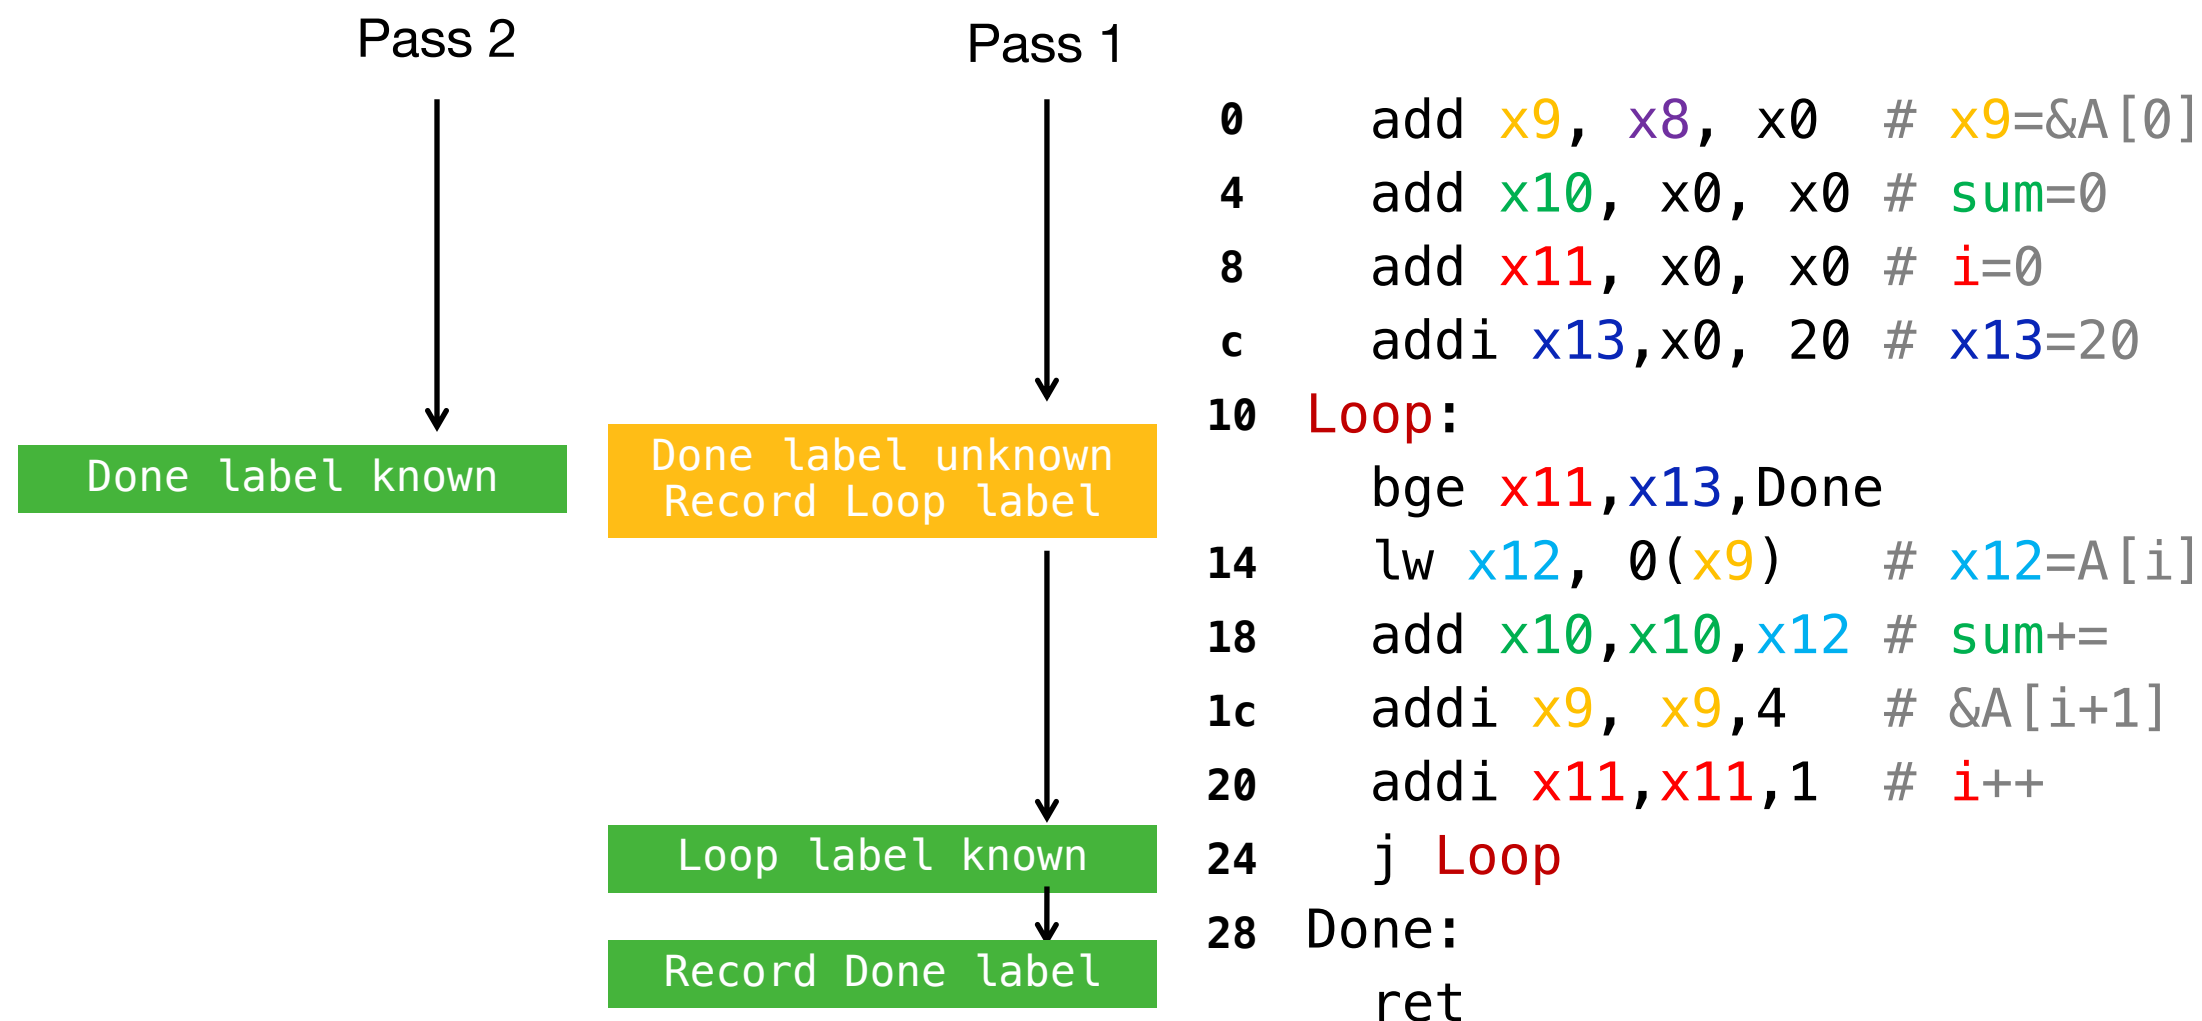 Pass 2
Pass 1
0 add x9, x8, x0 # x9=&A[0]
4 add x10, x0, x0 # sum=0
8 add x11, x0, x0 # i=0
c addi x13,x0, 20 # x13=20
10 Loop:
Done label known
Done label unknown
Record Loop label
bge x11,x13,Done
14 lw x12, 0(x9) # x12=A[i]
18 add x10,x10,x12 # sum+=
1c addi x9, x9,4 # &A[i+1]
20 addi x11,x11,1 # i++
Loop label known
24 j Loop
28 Done:
Record Done label
ret